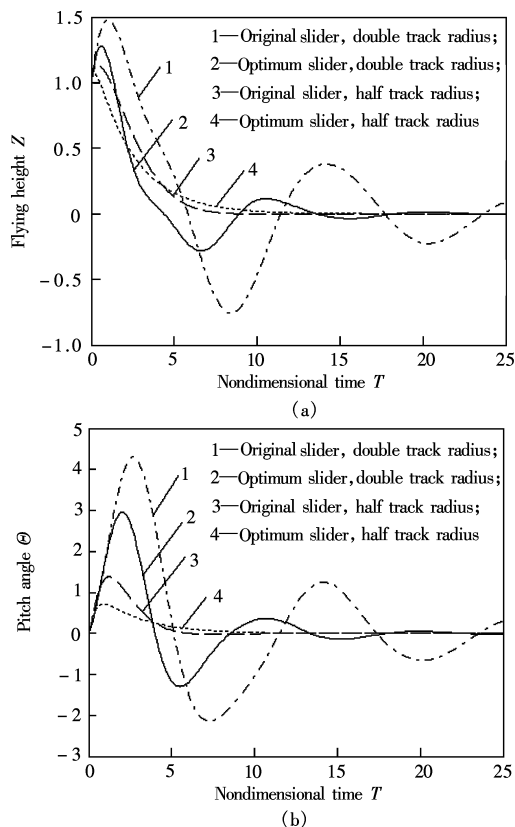 1.5
1.0
0.5
0
−0.5
−1.0
Flying height Z
1—Original slider, double track radius;
2—Optimum slider, double track radius;
3—Original slider, half track radius;
4—Optimum slider, half track radius
1
2
3
4
0
5
10
15
20
25
Nondimensional time T
(a)
5
4
3
2
1
0
−1
−2
−3
Pitch angle Θ
1—Original slider, double track radius;
2—Optimum slider, double track radius;
3—Original slider, half track radius;
4—Optimum slider, half track radius
1
2
3
4
0
5
10
15
20
25
Nondimensional time T
(b)